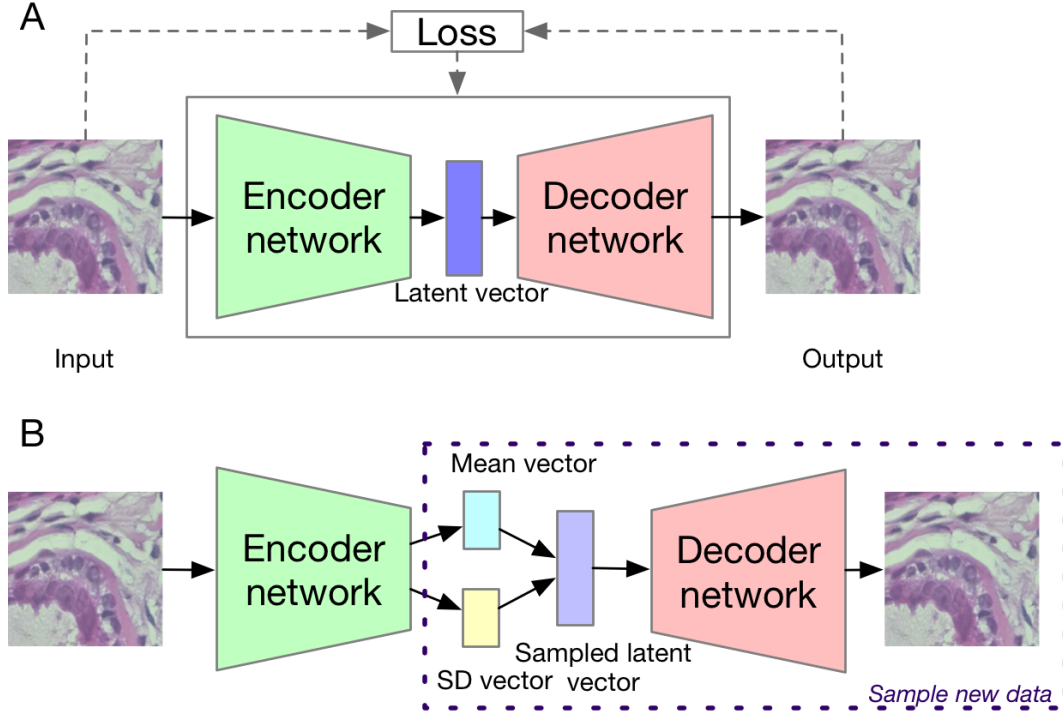 A
Loss
Encoder
network
Latent vector
Decoder
network
Input
Output
B
Mean vector
Encoder
network
SD vector
Sampled latent
vector
Decoder
network
Sample new data